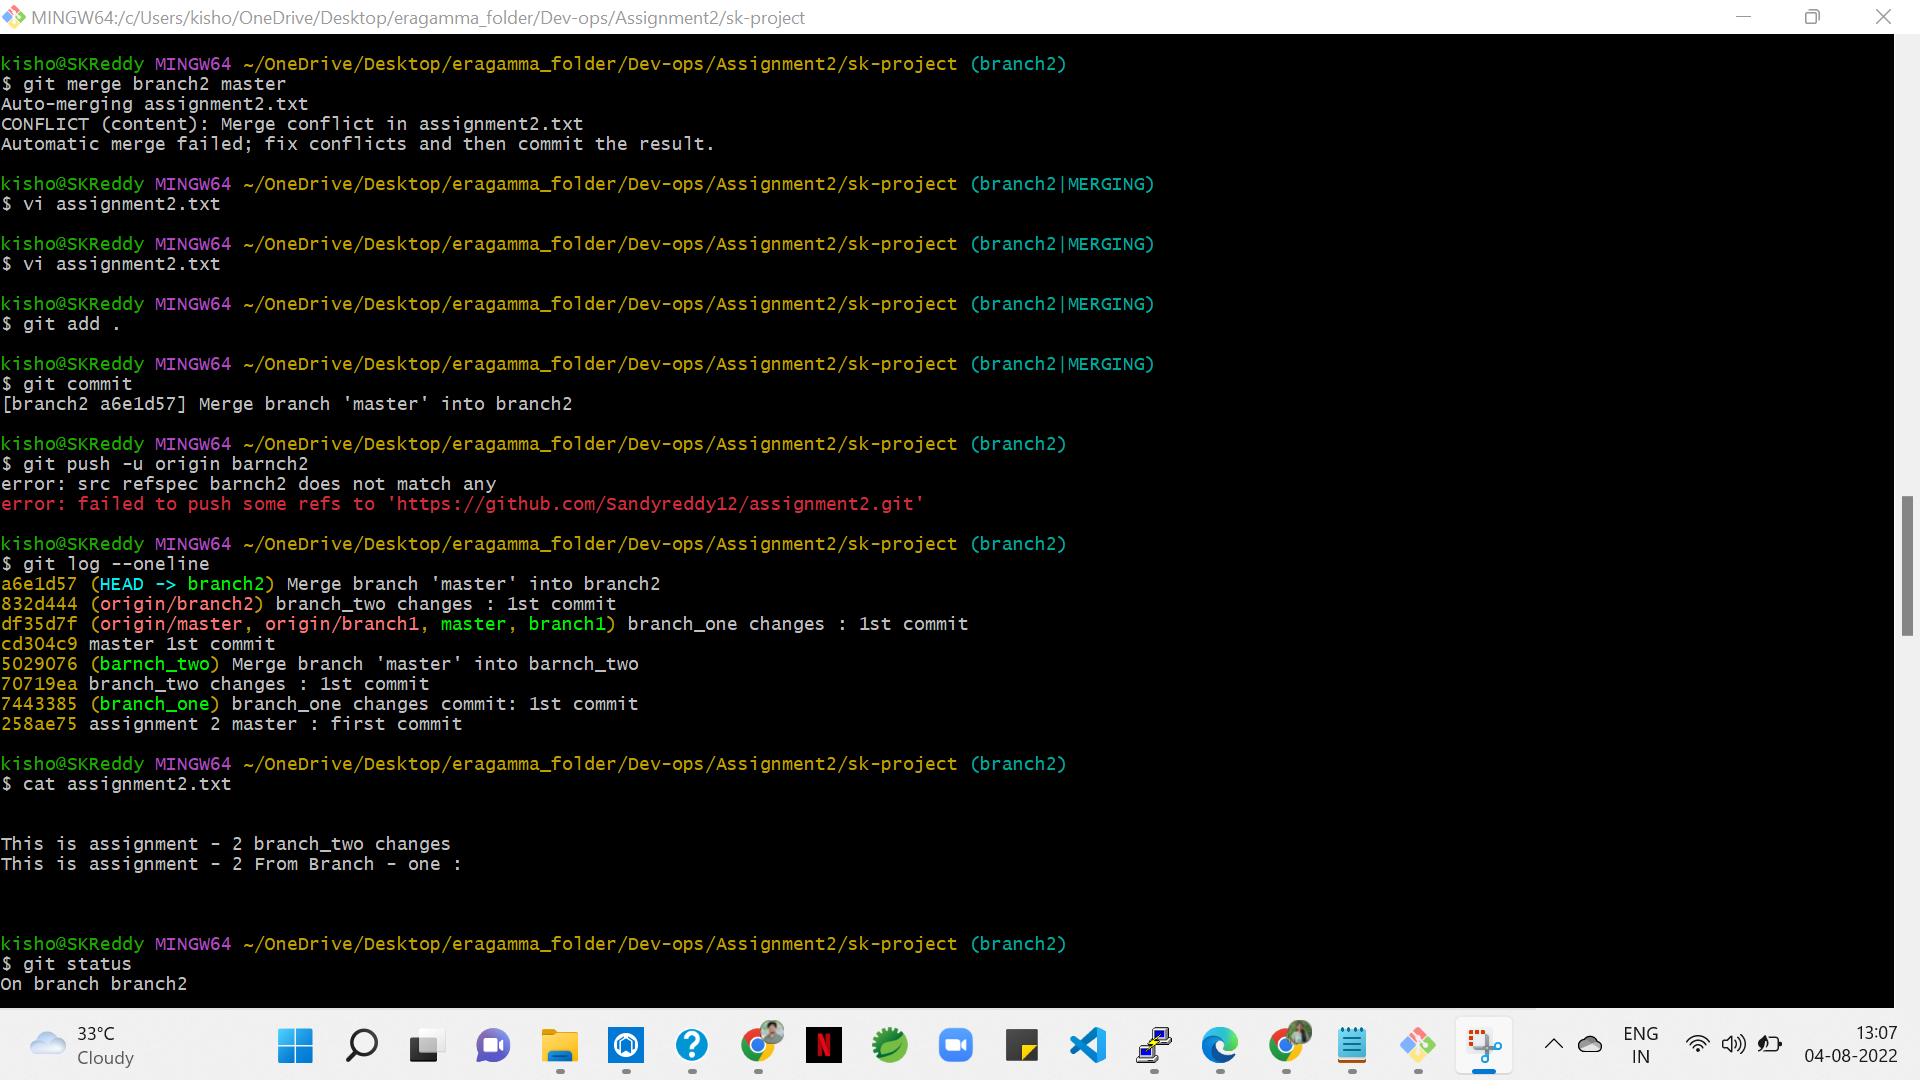 MINGW64:/c/Users/kisho/OneDrive/Desktop/eragamma_folder/Dev-ops/Assignment2/sk-project
kisho@SKReddy MINGW64 ~/OneDrive/Desktop/eragamma_folder/Dev-ops/Assignment2/sk-project (branch2)
$ git merge branch2 master
Auto-merging assignment2.txt
CONFLICT (content): Merge conflict in assignment2.txt
Automatic merge failed; fix conflicts and then commit the result.
kisho@SKReddy MINGW64 ~/OneDrive/Desktop/eragamma_folder/Dev-ops/Assignment2/sk-project (branch2|MERGING)
$ vi assignment2.txt
kisho@SKReddy MINGW64 ~/OneDrive/Desktop/eragamma_folder/Dev-ops/Assignment2/sk-project (branch2|MERGING)
$ vi assignment2.txt
kisho@SKReddy MINGW64 ~/OneDrive/Desktop/eragamma_folder/Dev-ops/Assignment2/sk-project (branch2|MERGING)
$ git add .
kisho@SKReddy MINGW64 ~/OneDrive/Desktop/eragamma_folder/Dev-ops/Assignment2/sk-project (branch2|MERGING)
$ git commit
[branch2 a6e1d57] Merge branch 'master' into branch2
kisho@SKReddy MINGW64 ~/OneDrive/Desktop/eragamma_folder/Dev-ops/Assignment2/sk-project (branch2)
$ git push -u origin barnch2
error: src refspec barnch2 does not match any
error: failed to push some refs to 'https://github.com/Sandyreddy12/assignment2.git'
kisho@SKReddy MINGW64 ~/OneDrive/Desktop/eragamma_folder/Dev-ops/Assignment2/sk-project (branch2)
$ git log --oneline
a6e1d57 (HEAD -> branch2) Merge branch 'master' into branch2
832d444 (origin/branch2) branch_two changes : 1st commit
df35d7f (origin/master, origin/branch1, master, branch1) branch_one changes : 1st commit
cd304c9 master 1st commit
5029076 (barnch_two) Merge branch 'master' into barnch_two
70719ea branch_two changes : 1st commit
7443385 (branch_one) branch_one changes commit: 1st commit
258ae75 assignment 2 master : first commit
kisho@SKReddy MINGW64 ~/OneDrive/Desktop/eragamma_folder/Dev-ops/Assignment2/sk-project (branch2)
$ cat assignment2.txt
This is assignment - 2 branch_two changes
This is assignment - 2 From Branch - one :
kisho@SKReddy MINGW64 ~/OneDrive/Desktop/eragamma_folder/Dev-ops/Assignment2/sk-project (branch2)
$ git status
On branch branch2
33°C
Cloudy
N
ENG
IN
13:07
04-08-2022